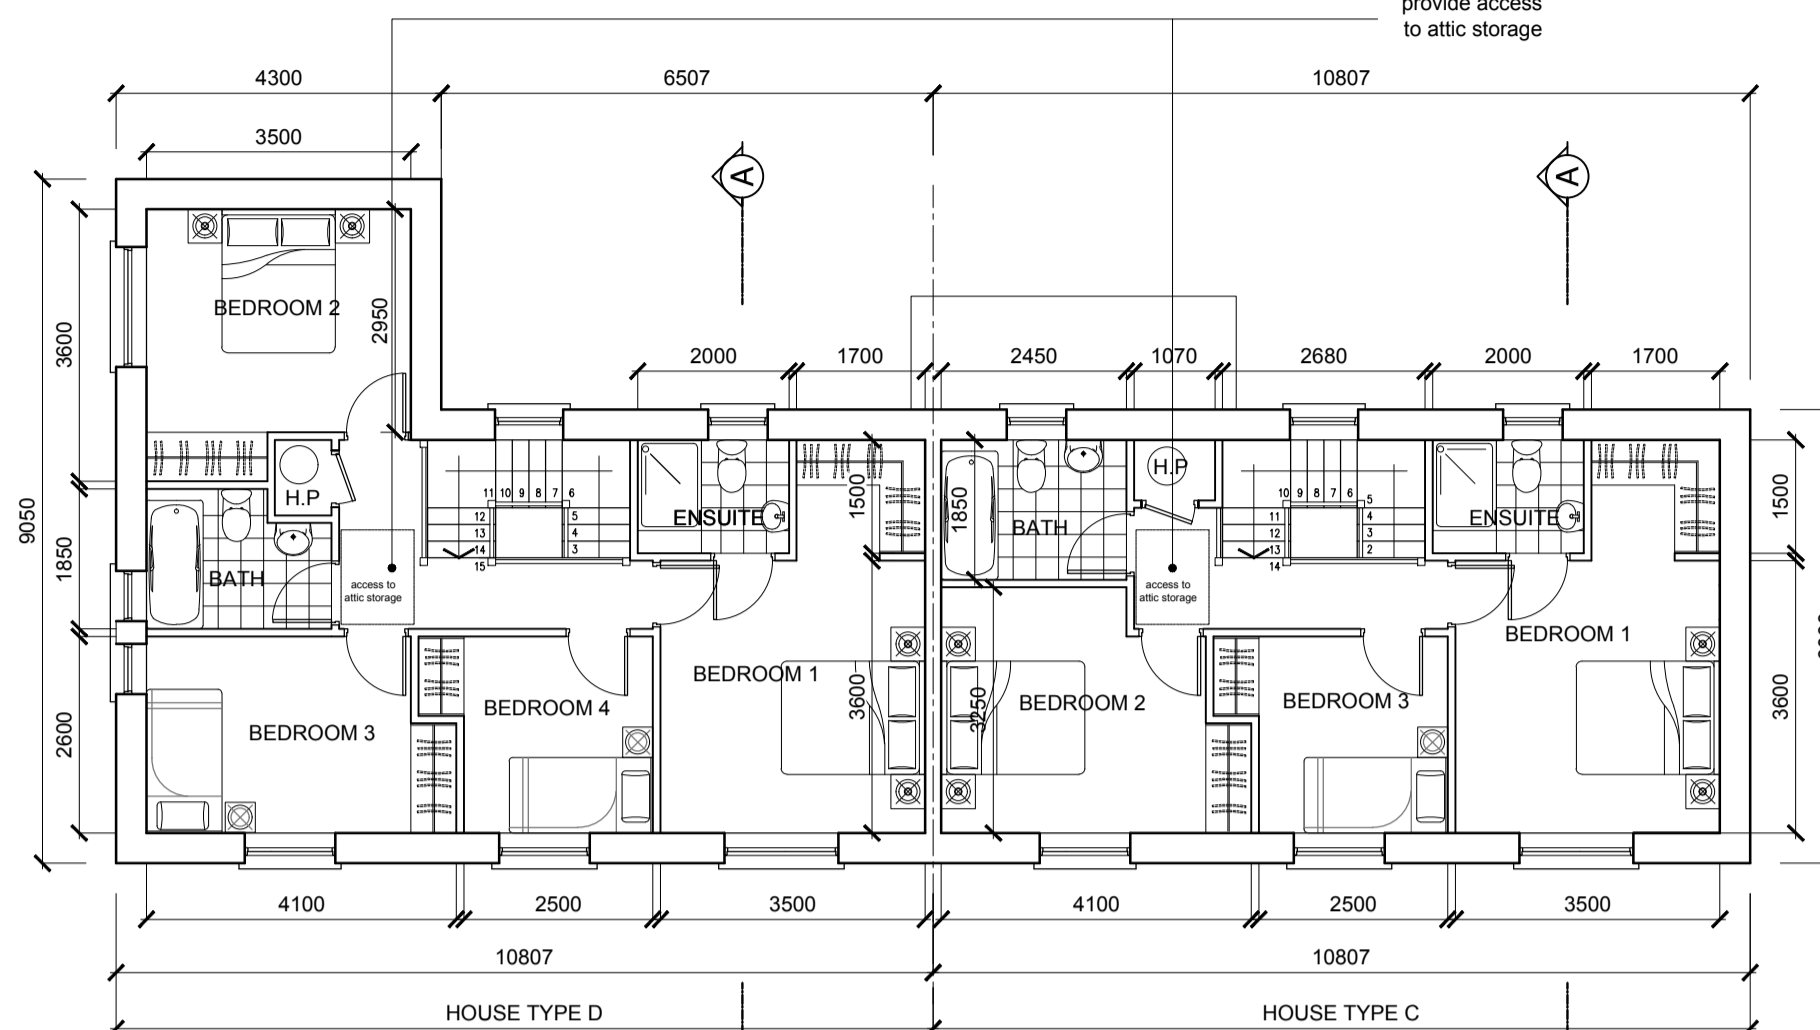 provide access
to attic storage
4300
6507
10807
3500
A
A
2000
1700
2450
1070
2680
2000
1700
9050
3600
1850
2600
BEDROOM 2
2950
H.P
BATH
access to
attic storage
11 10 9 8 7 6
12
13
14
15
5
4
3
ENSUITE
1500
3600
BEDROOM 3
BEDROOM 4
BEDROOM 1
1850
BATH
H.P
access to
attic storage
10 9 8 7 6
11
12
13
14
5
4
3
2
ENSUITE
1500
3600
3250
BEDROOM 2
BEDROOM 3
BEDROOM 1
4100
2500
3500
4100
2500
3500
10807
10807
HOUSE TYPE D
HOUSE TYPE C